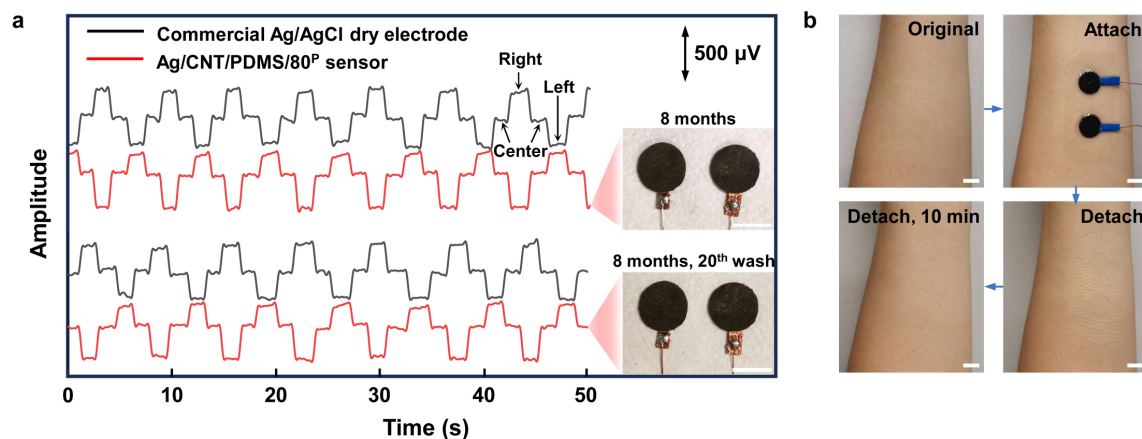 a
Commercial Ag/AgCl dry electrode
Ag/CNT/PDMS/80ᴾ sensor
500 µV
Right
Left
Center
8 months
8 months, 20ᵗʰ wash
Amplitude
0 10 20 30 40 50
Time (s)
b
Original
Attach
Detach, 10 min
Detach